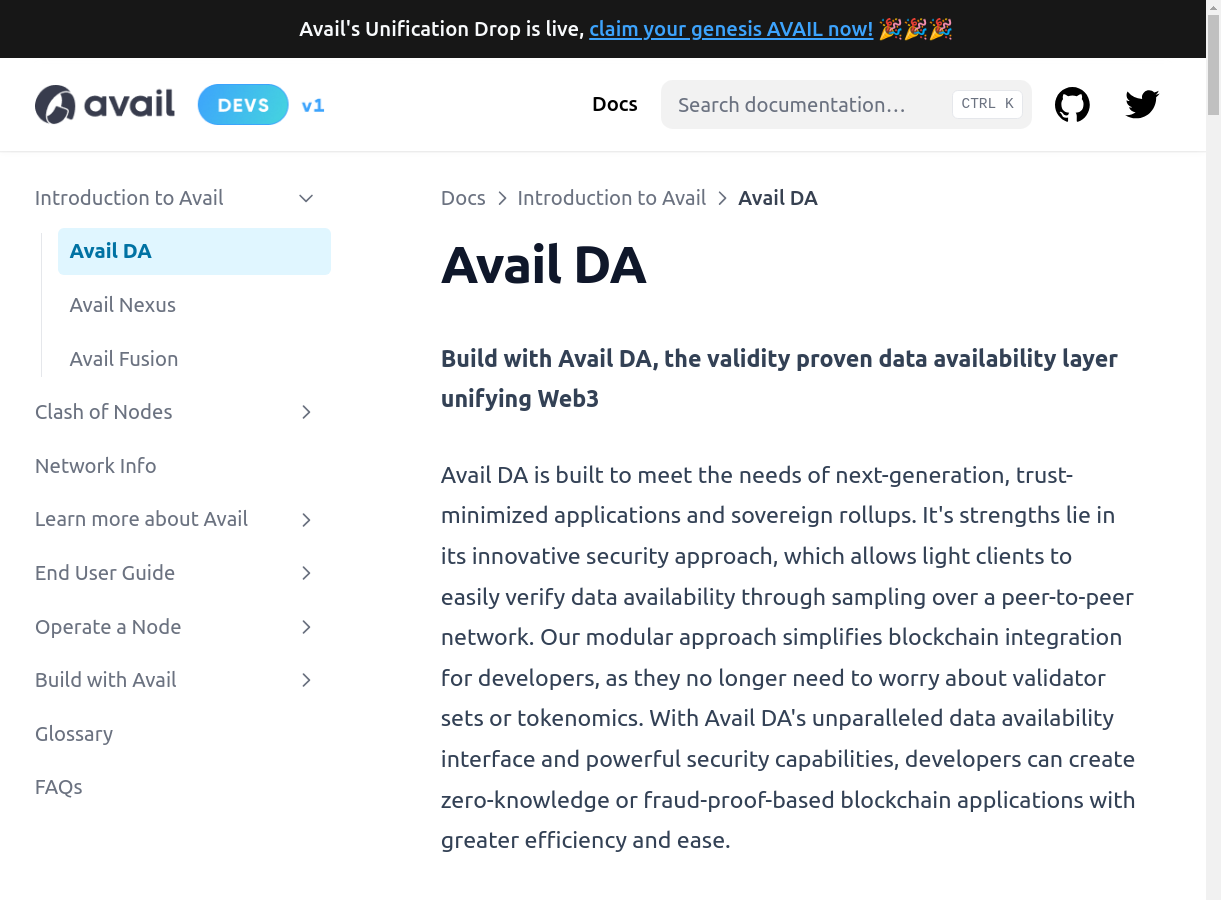 Avail's Unification Drop is live, claim your genesis AVAIL now! 🎉🎉🎉
avail DEVS v1 Docs Search documentation… CTRL K
Introduction to Avail
Avail DA
Avail Nexus
Avail Fusion
Clash of Nodes
Network Info
Learn more about Avail
End User Guide
Operate a Node
Build with Avail
Glossary
FAQs
Docs > Introduction to Avail > Avail DA
Avail DA
Build with Avail DA, the validity proven data availability layer
unifying Web3
Avail DA is built to meet the needs of next-generation, trust-
minimized applications and sovereign rollups. It's strengths lie in
its innovative security approach, which allows light clients to
easily verify data availability through sampling over a peer-to-peer
network. Our modular approach simplifies blockchain integration
for developers, as they no longer need to worry about validator
sets or tokenomics. With Avail DA's unparalleled data availability
interface and powerful security capabilities, developers can create
zero-knowledge or fraud-proof-based blockchain applications with
greater efficiency and ease.